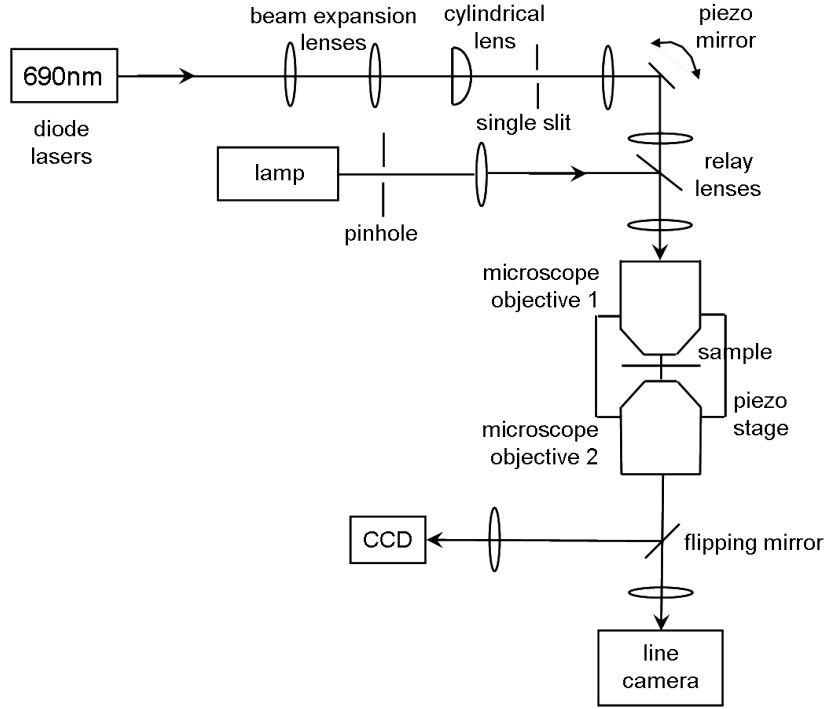 beam expansion
lenses
cylindrical
lens
piezo
mirror
690nm
diode
lasers
single slit
lamp
pinhole
relay
lenses
microscope
objective 1
sample
piezo
stage
microscope
objective 2
CCD
flipping mirror
line
camera